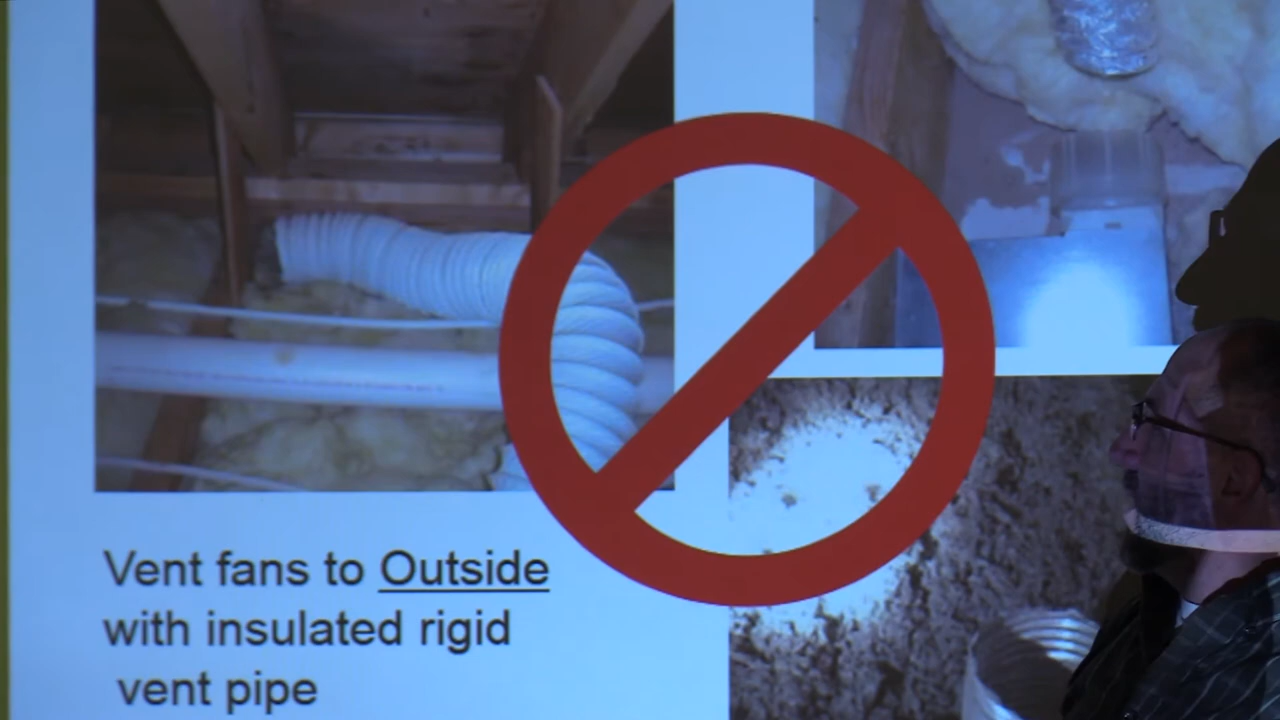 Vent fans to Outside
with insulated rigid
vent pipe